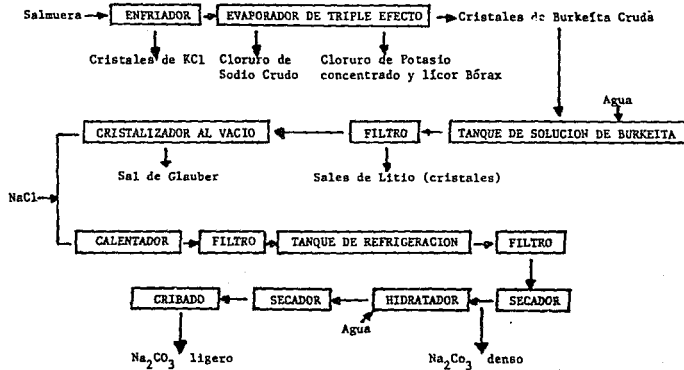 Salmuera ENFRIADOR EVAPORADOR DE TRIPLE EFECTO Cristales de Burkeíta Cruda
Cristales de KCl
Cloruro de
Sodio Crudo
Cloruro de Potasio
concentrado y lícor Bórax
Agua
CRISTALIZADOR AL VACIO FILTRO TANQUE DE SOLUCION DE BURKEITA
Sal de Glauber
Sales de Litio (cristales)
NaCl
CALENTADOR FILTRO TANQUE DE REFRIGERACION FILTRO
CRIBADO SECADOR HIDRATADOR SECADOR
Agua
Na2CO3 ligero
Na2Co3 denso